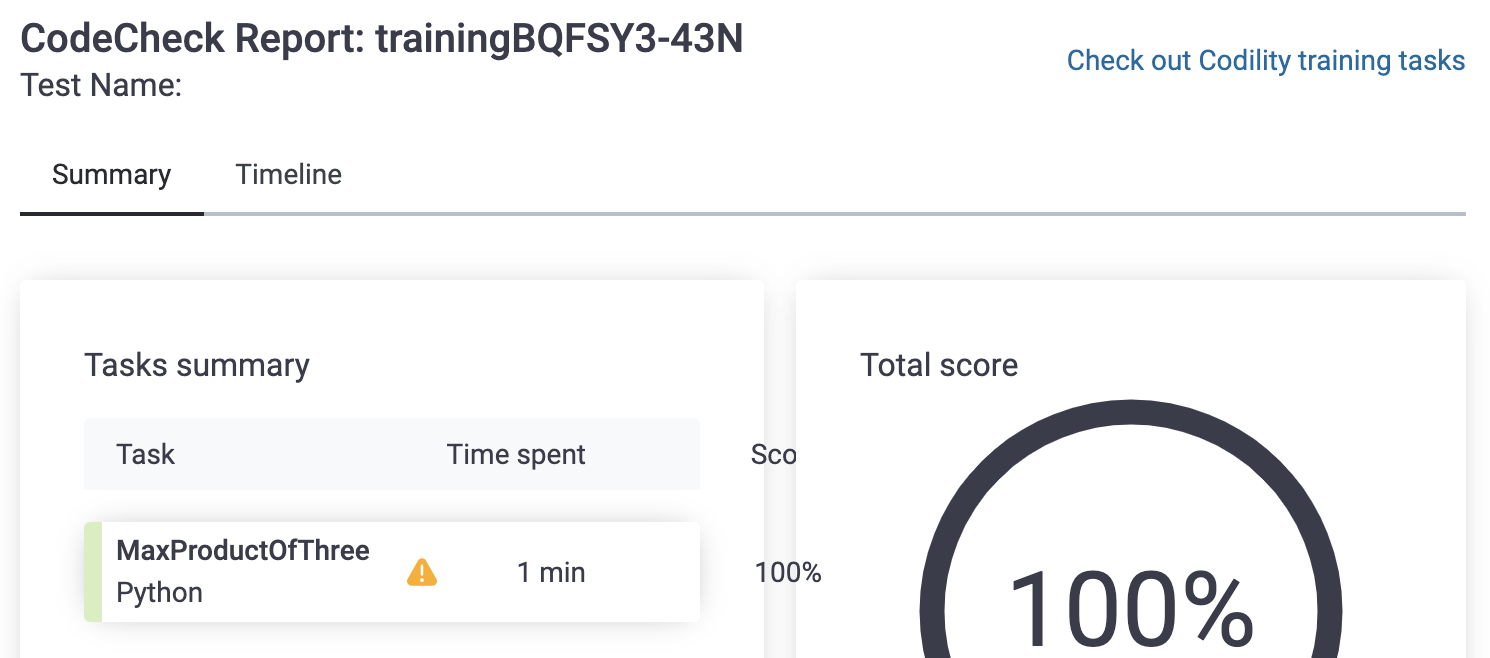 CodeCheck Report: trainingBQFSY3-43N
Check out Codility training tasks
Test Name:
Summary Timeline
Tasks summary
Task Time spent Sco
MaxProductOfThree
Python
1 min 100%
Total score
100%